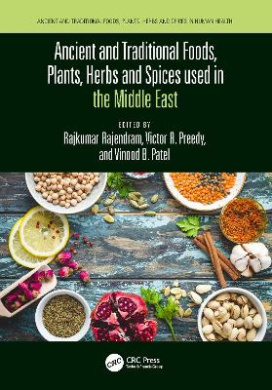 ANCIENT AND TRADITIONAL FOODS, PLANTS, HERBS AND SPICES IN HUMAN HEALTH
Ancient and Traditional Foods,
Plants, Herbs and Spices used in
the Middle East
EDITED BY
Rajkumar Rajendram, Victor R. Preedy,
and Vinood B. Patel
CRC
CRC Press
Taylor & Francis Group